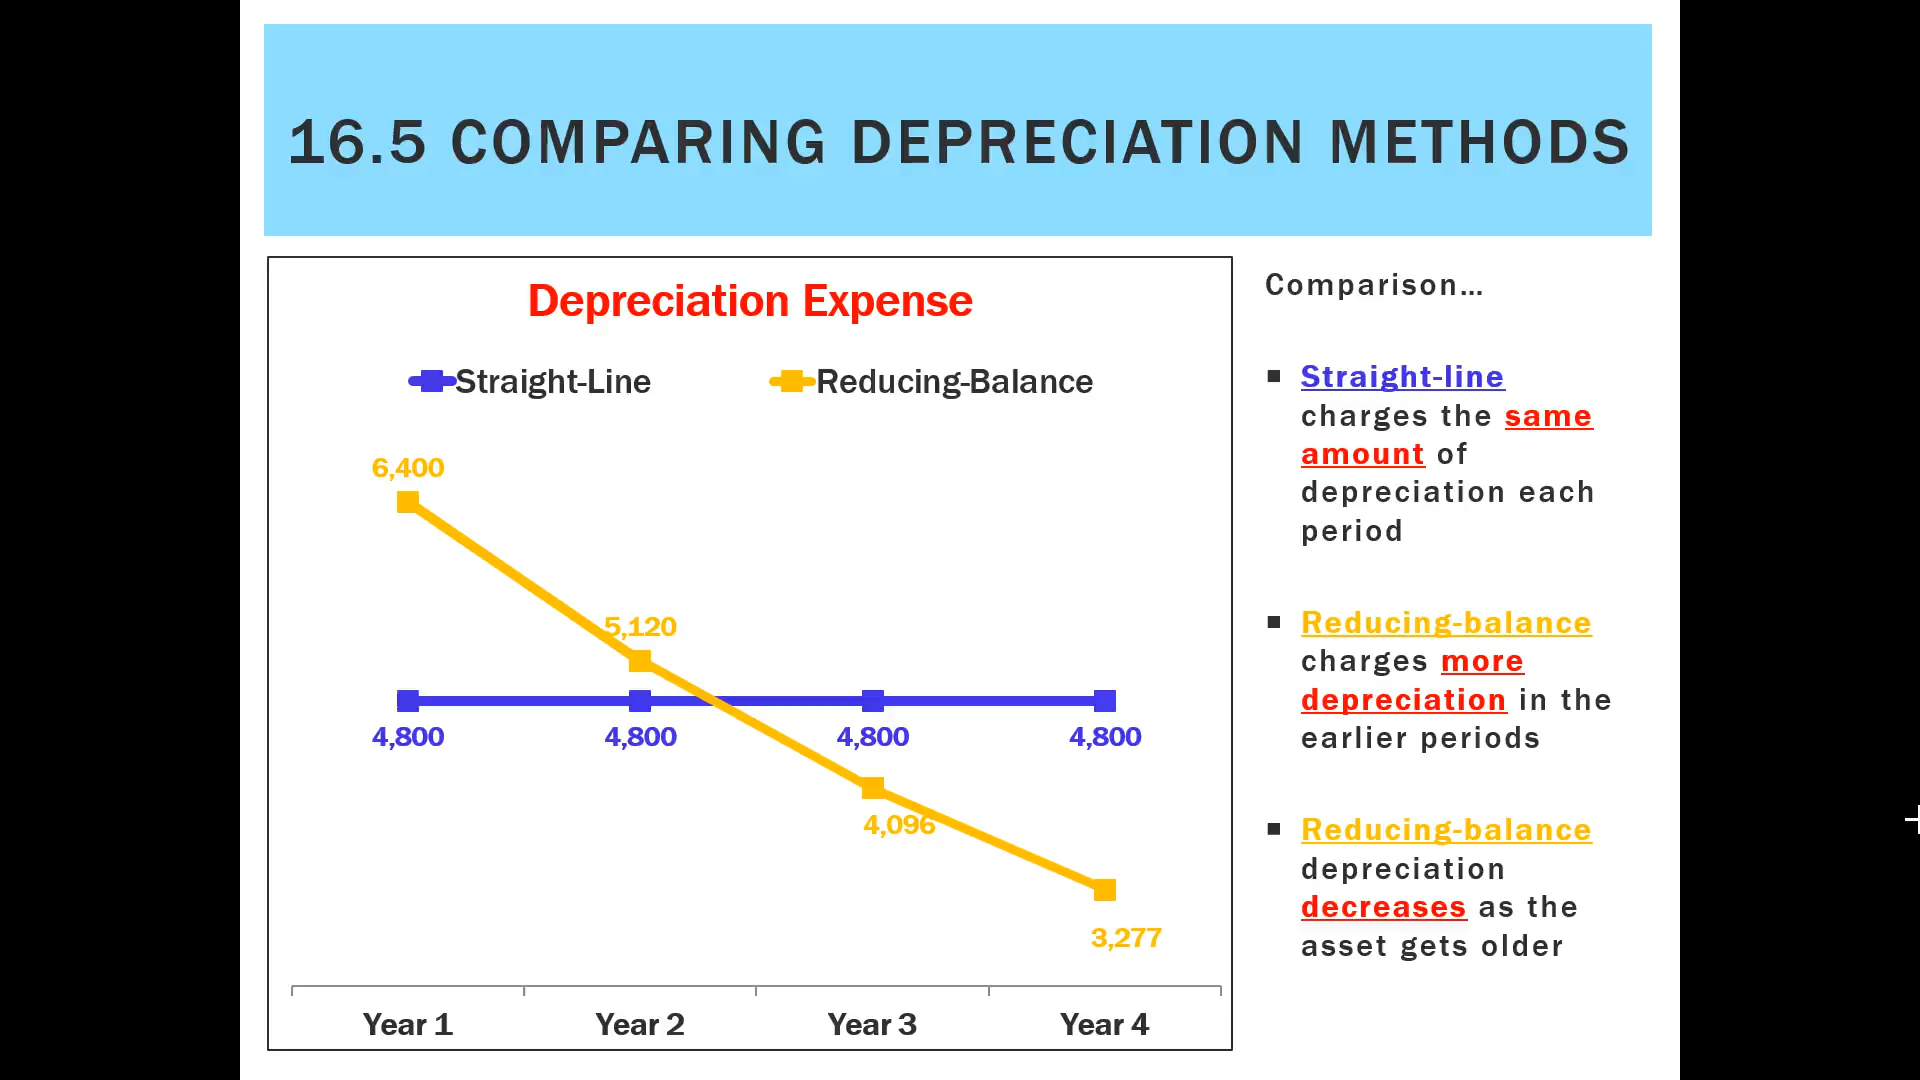 16.5 COMPARING DEPRECIATION METHODS
Depreciation Expense
Straight-Line
Reducing-Balance
6,400
5,120
4,800
4,800
4,800
4,800
4,096
3,277
Year 1
Year 2
Year 3
Year 4
Comparison…
▪ Straight-line
charges the same
amount of
depreciation each
period
▪ Reducing-balance
charges more
depreciation in the
earlier periods
▪ Reducing-balance
depreciation
decreases as the
asset gets older